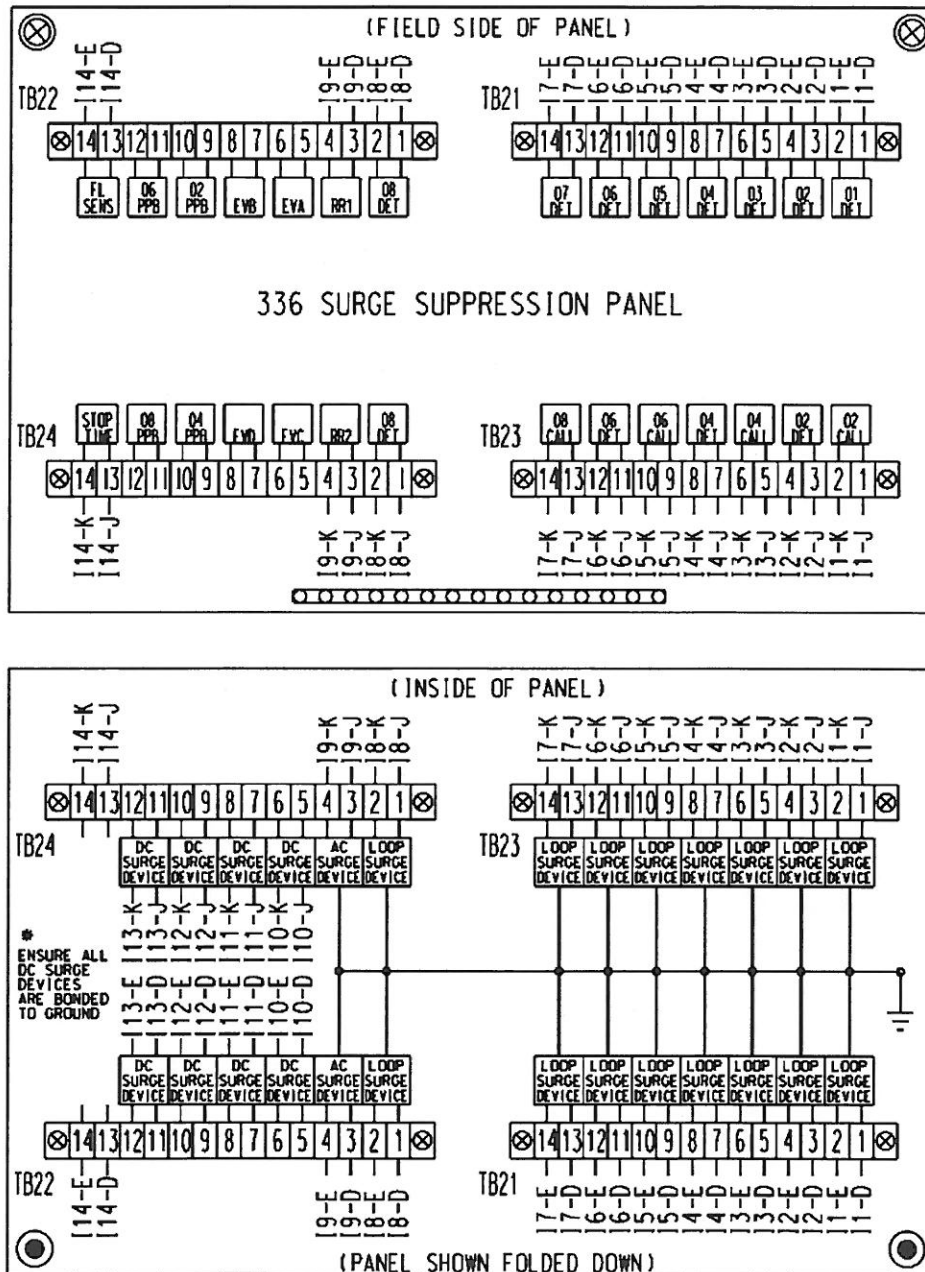 (FIELD SIDE OF PANEL)
I14-E I14-D I9-E I9-D I8-E I8-D I7-E I7-D I6-E I6-D I5-E I5-D I4-E I4-D I3-E I3-D I2-E I2-D I1-E I1-D
TB22 TB21
14 13 12 11 10 9 8 7 6 5 4 3 2 1 14 13 12 11 10 9 8 7 6 5 4 3 2 1
FL SENS
06 PPB
02 PPB
EVB
EVA
RR1
08 DET
07 DET
06 DET
05 DET
04 DET
03 DET
02 DET
01 DET
336 SURGE SUPPRESSION PANEL
STOP TIME
08 PPB
04 PPB
EVD
EVC
RR2
08 DET
08 CALL
06 DET
06 CALL
04 DET
04 CALL
02 DET
02 CALL
TB24 TB23
14 13 12 11 10 9 8 7 6 5 4 3 2 1 14 13 12 11 10 9 8 7 6 5 4 3 2 1
I14-K I14-J I9-K I9-J I8-K I8-J I7-K I7-J I6-K I6-J I5-K I5-J I4-K I4-J I3-K I3-J I2-K I2-J I1-K I1-J
(INSIDE OF PANEL)
I14-K I14-J I9-K I9-J I8-K I8-J I7-K I7-J I6-K I6-J I5-K I5-J I4-K I4-J I3-K I3-J I2-K I2-J I1-K I1-J
14 13 12 11 10 9 8 7 6 5 4 3 2 1 14 13 12 11 10 9 8 7 6 5 4 3 2 1
TB24 TB23
DC DC DC DC AC LOOP LOOP LOOP LOOP LOOP LOOP LOOP LOOP
SURGE SURGE SURGE SURGE SURGE SURGE SURGE SURGE SURGE SURGE SURGE SURGE SURGE
DEVICE DEVICE DEVICE DEVICE DEVICE DEVICE DEVICE DEVICE DEVICE DEVICE DEVICE DEVICE DEVICE
I13-K I13-J I12-K I12-J I11-K I11-J I10-K I10-J
*
ENSURE ALL
DC SURGE
DEVICES
ARE BONDED
TO GROUND
I13-E I13-D I12-E I12-D I11-E I11-D I10-E I10-D
DC DC DC DC AC LOOP LOOP LOOP LOOP LOOP LOOP LOOP LOOP
SURGE SURGE SURGE SURGE SURGE SURGE SURGE SURGE SURGE SURGE SURGE SURGE SURGE
DEVICE DEVICE DEVICE DEVICE DEVICE DEVICE DEVICE DEVICE DEVICE DEVICE DEVICE DEVICE DEVICE
14 13 12 11 10 9 8 7 6 5 4 3 2 1 14 13 12 11 10 9 8 7 6 5 4 3 2 1
TB22 TB21
I14-E I14-D I9-E I9-D I8-E I8-D I7-E I7-D I6-E I6-D I5-E I5-D I4-E I4-D I3-E I3-D I2-E I2-D I1-E I1-D
(PANEL SHOWN FOLDED DOWN)